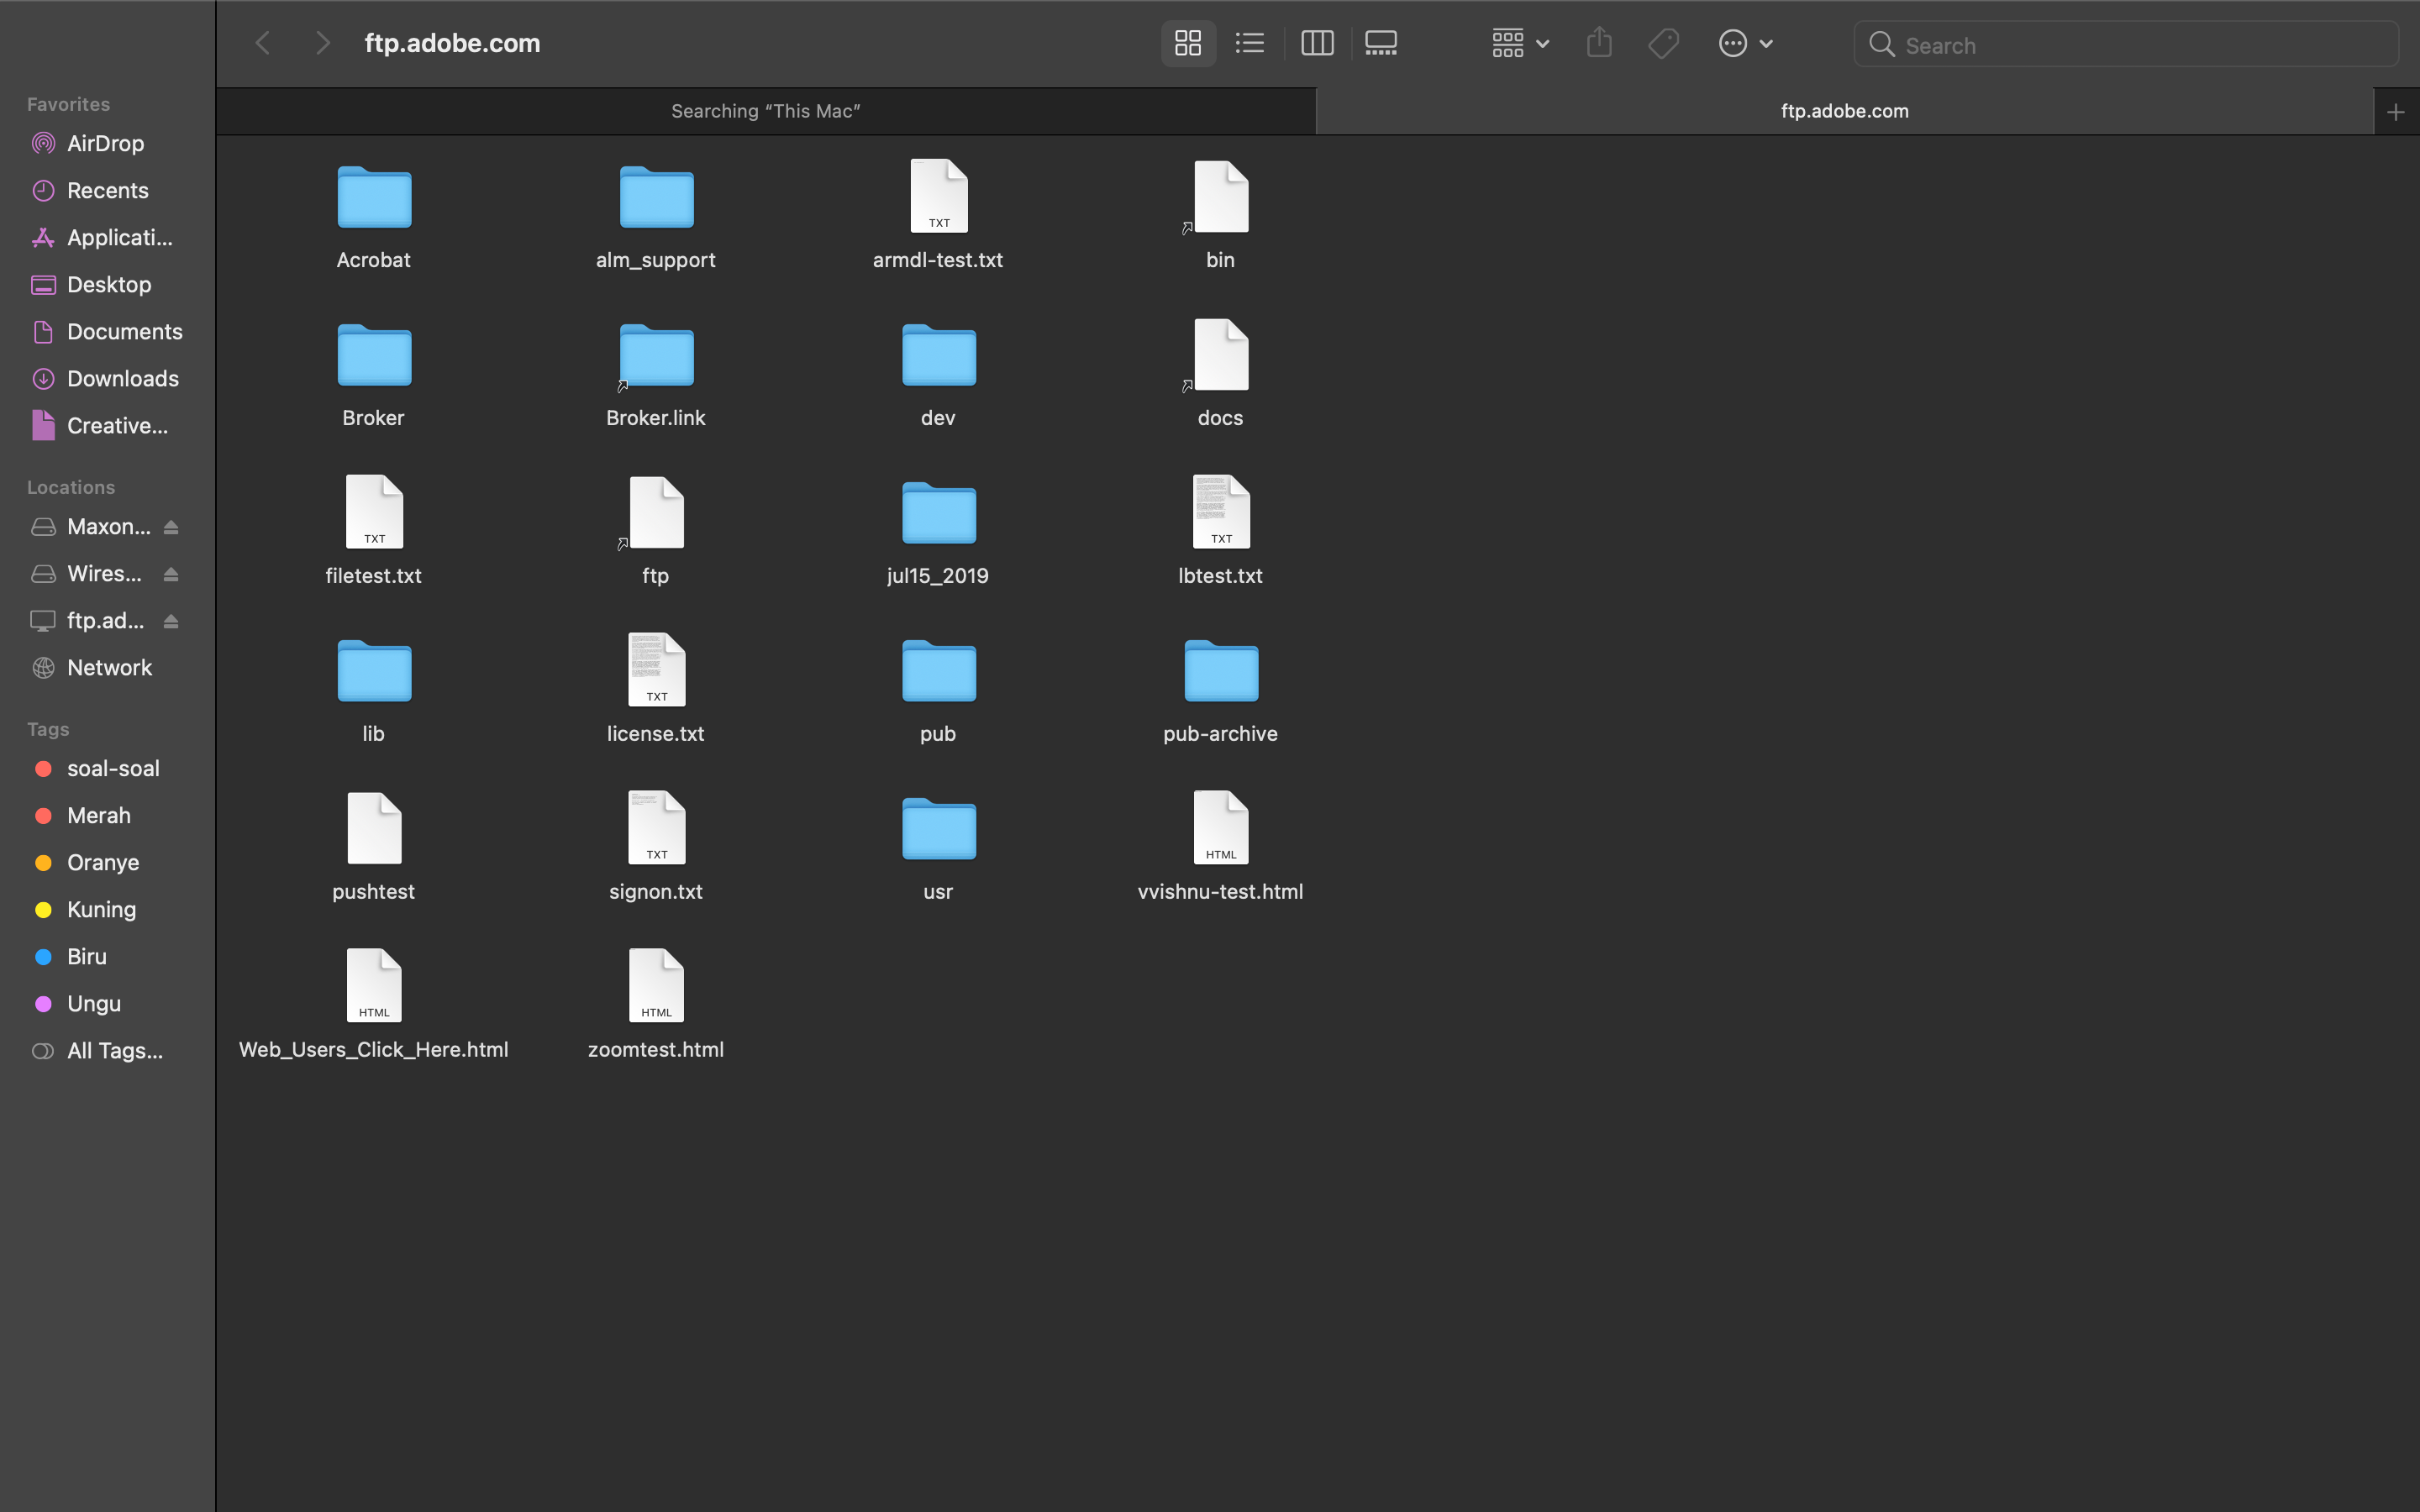 ftp.adobe.com
Search
Searching “This Mac”
ftp.adobe.com
Favorites
AirDrop
Recents
Applicati...
Desktop
Documents
Downloads
Creative...
Locations
Maxon...
Wires...
ftp.ad...
Network
Tags
soal-soal
Merah
Oranye
Kuning
Biru
Ungu
All Tags...
Acrobat
alm_support
TXT
armdl-test.txt
bin
Broker
Broker.link
dev
docs
TXT
filetest.txt
ftp
jul15_2019
TXT
lbtest.txt
lib
TXT
license.txt
pub
pub-archive
pushtest
TXT
signon.txt
usr
HTML
vvishnu-test.html
HTML
Web_Users_Click_Here.html
HTML
zoomtest.html